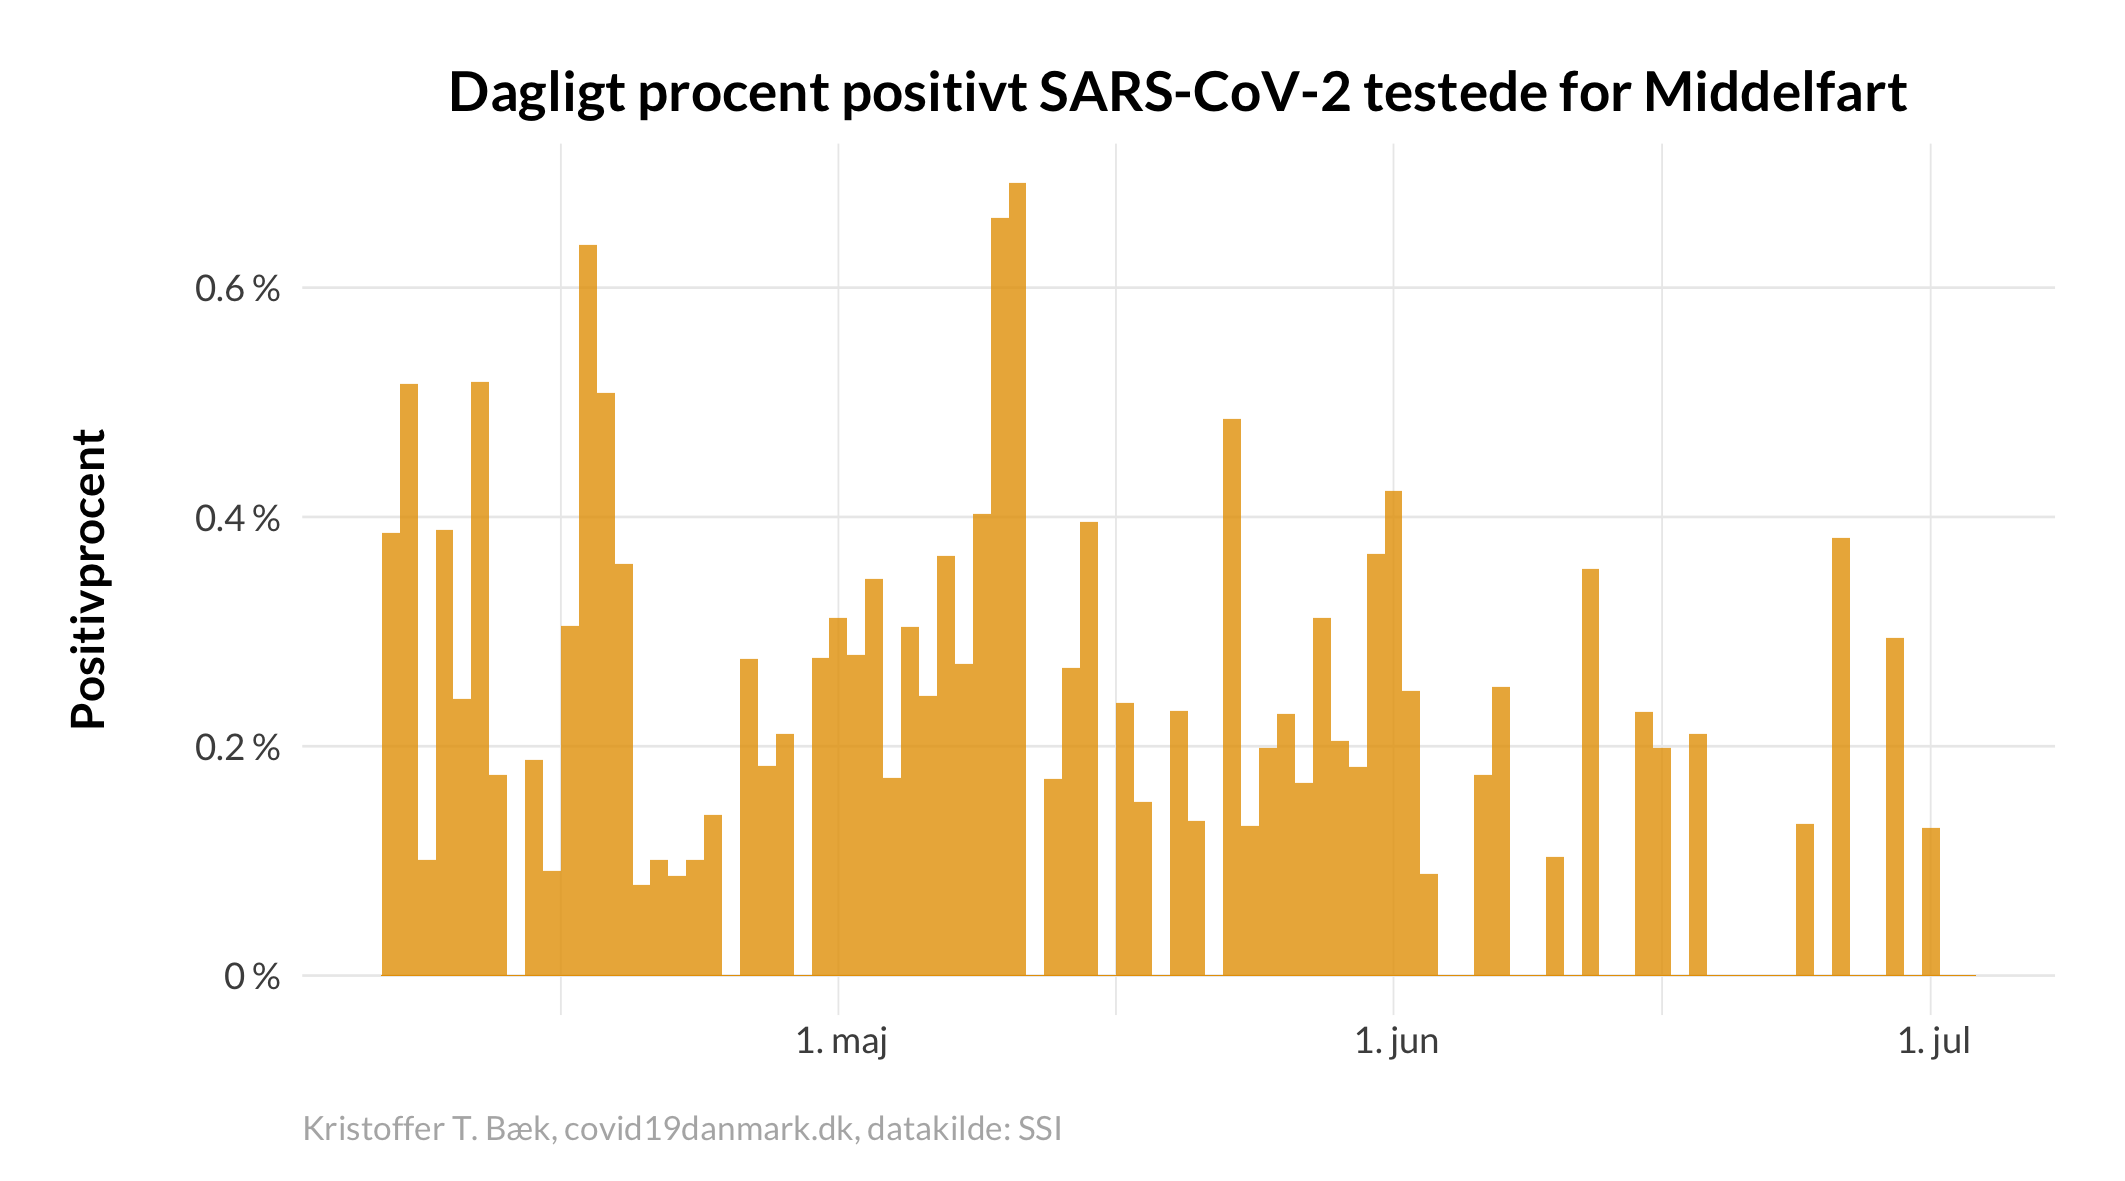 Dagligt procent positivt SARS-CoV-2 testede for Middelfart
Positivprocent
0.6 %
0.4 %
0.2 %
0 %
1. maj
1. jun
1. jul
Kristoffer T. Bæk, covid19danmark.dk, datakilde: SSI